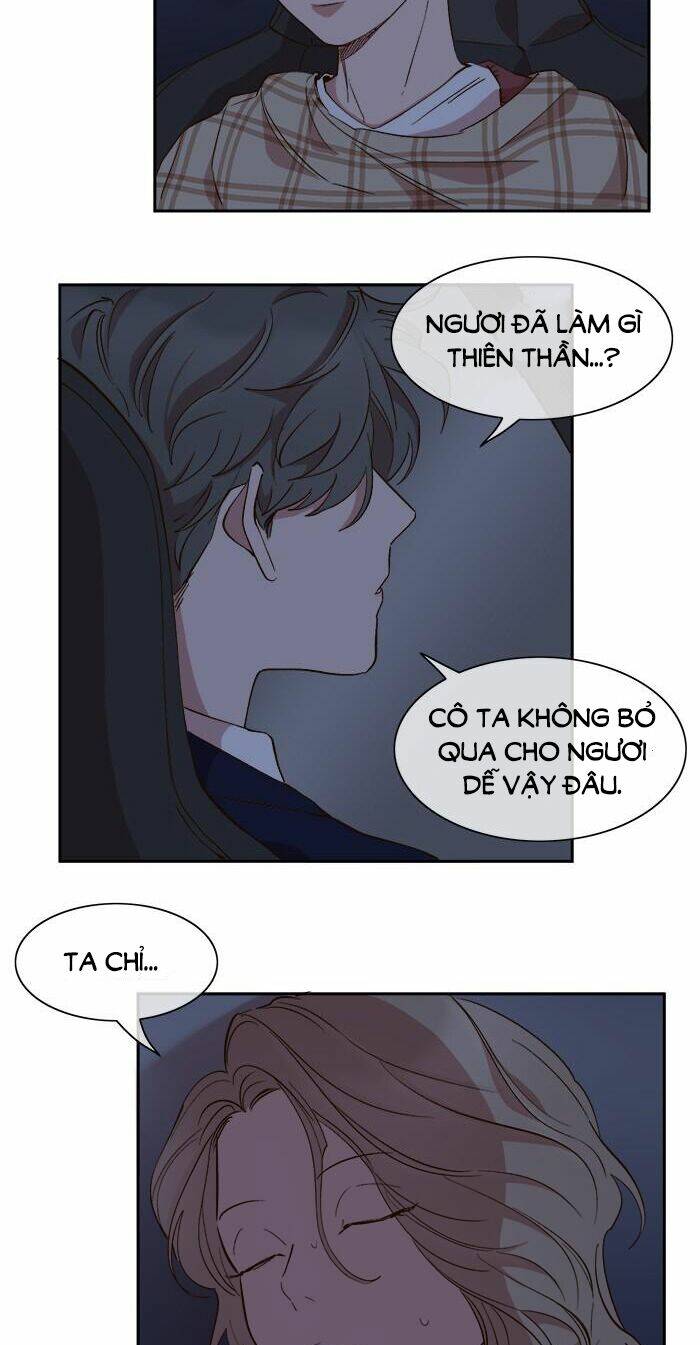 NGƯƠI ĐÃ LÀM GÌ
THIÊN THẦN...?
CÔ TA KHÔNG BỎ
QUA CHO NGƯƠI
DỄ VẬY ĐÂU.
TA CHỈ...